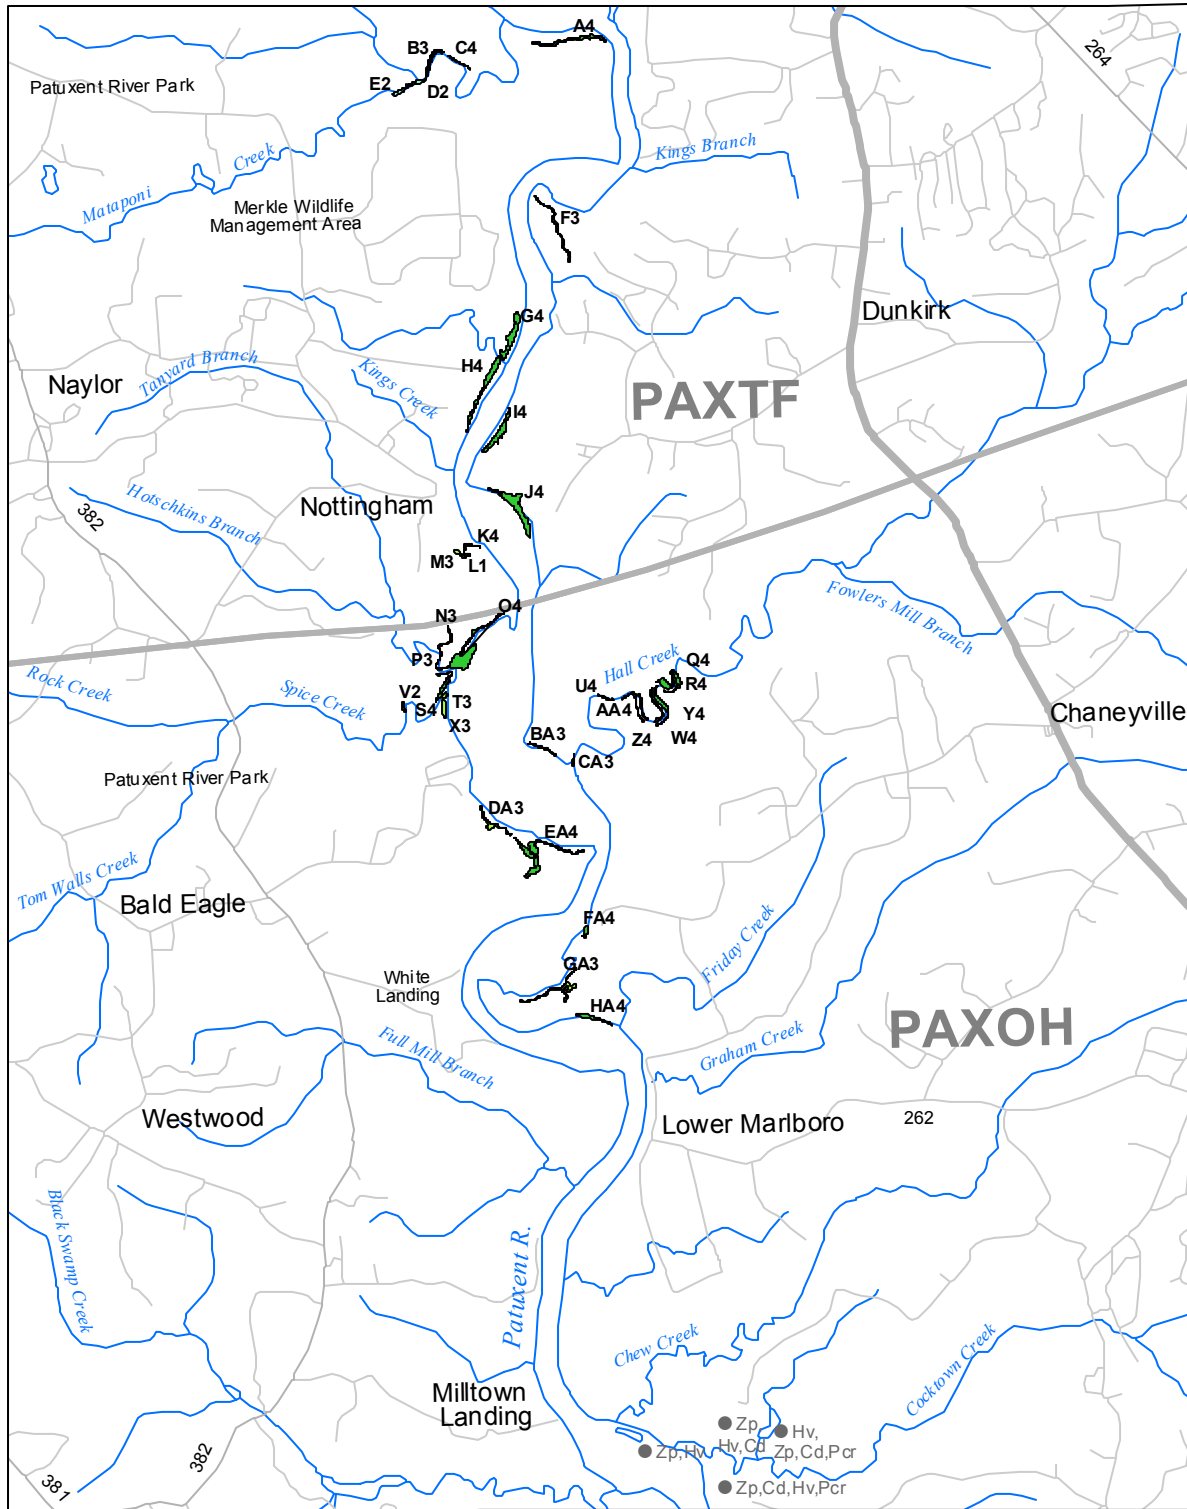 A4
B3
C4
264
E2
D2
Patuxent River Park
Kings Branch
Creek
Mataponi
Merkle Wildlife
Management Area
F3
Dunkirk
G4
Tanyard Branch
H4
Kings Creek
Naylor
PAXTF
I4
J4
Hotschkins Branch
382
Nottingham
K4
M3
L1
Fowlers Mill Branch
O4
N3
P3
Hall Creek
Q4
Rock Creek
Spice Creek
U4
R4
V2
S4
T3
AA4
Y4
Chaneyville
X3
Z4
W4
BA3
CA3
Patuxent River Park
DA3
EA4
Tom Walls Creek
Bald Eagle
FA4
Friday Creek
GA3
White
Landing
HA4
PAXOH
Full Mill Branch
Graham Creek
Westwood
Lower Marlboro
262
Black Swamp Creek
Patuxent R.
Chew Creek
Cocktown Creek
Milltown
Landing
Zp,
Hv,Cd
Hv,
Zp,Cd,Pcr
Zp,Hv
382
381
Zp,Cd,Hv,Pcr